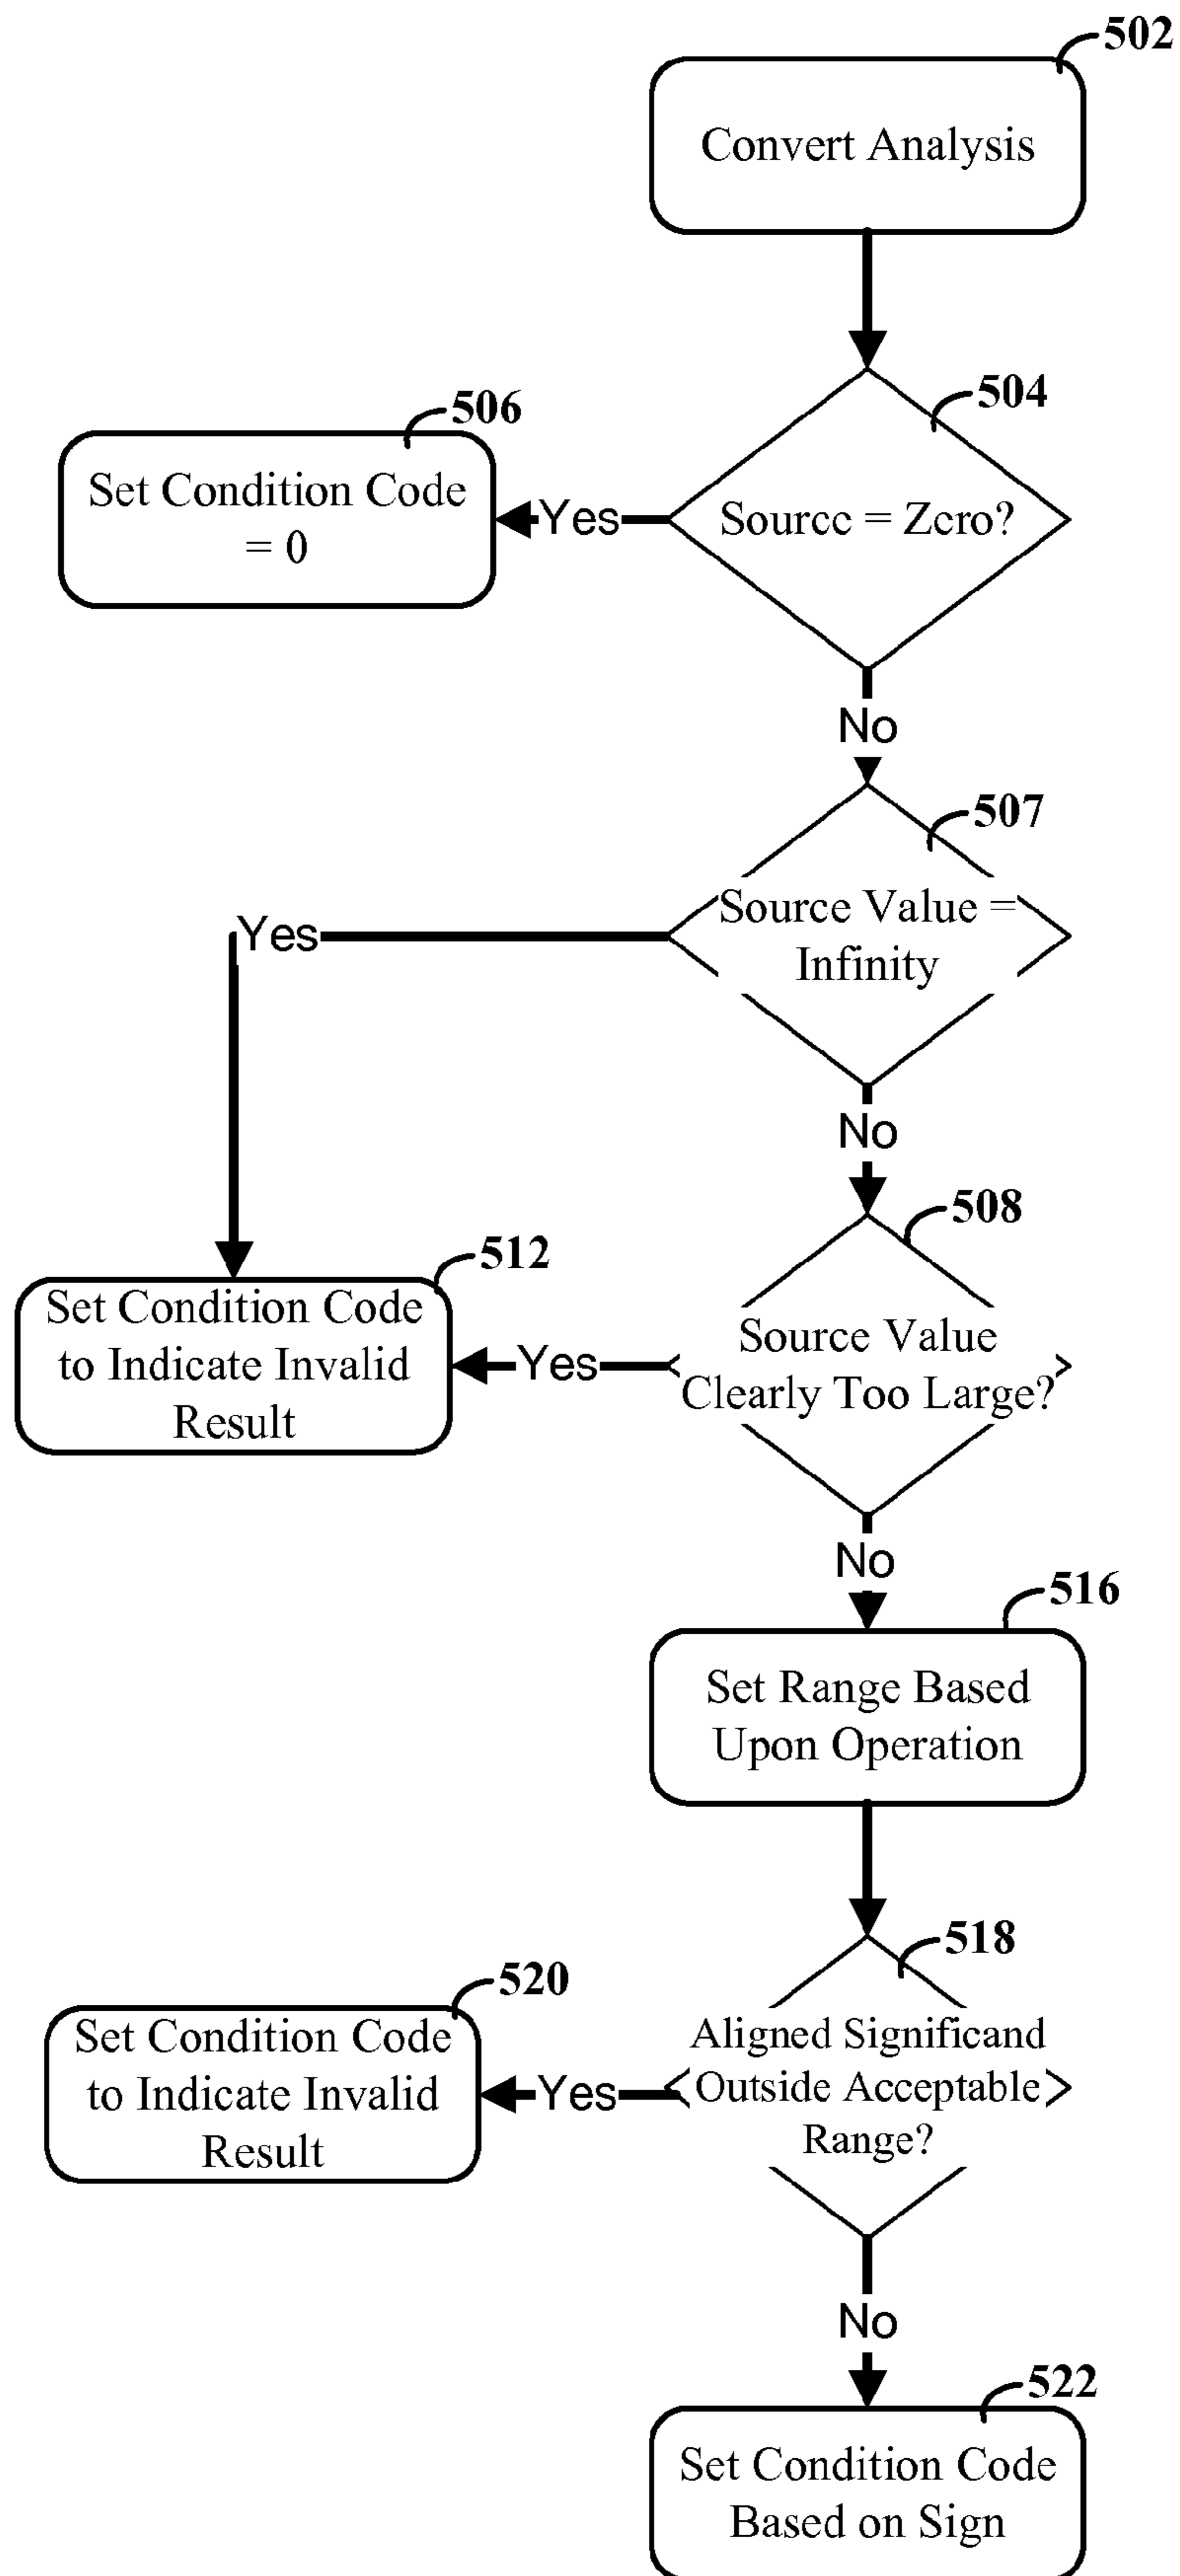 502
Convert Analysis
504
Source = Zero?
Yes
506
Set Condition Code
= 0
No
507
Source Value =
Infinity
Yes
No
508
Source Value
Clearly Too Large?
Yes
512
Set Condition Code
to Indicate Invalid
Result
No
516
Set Range Based
Upon Operation
518
Aligned Significand
Outside Acceptable
Range?
Yes
520
Set Condition Code
to Indicate Invalid
Result
No
522
Set Condition Code
Based on Sign